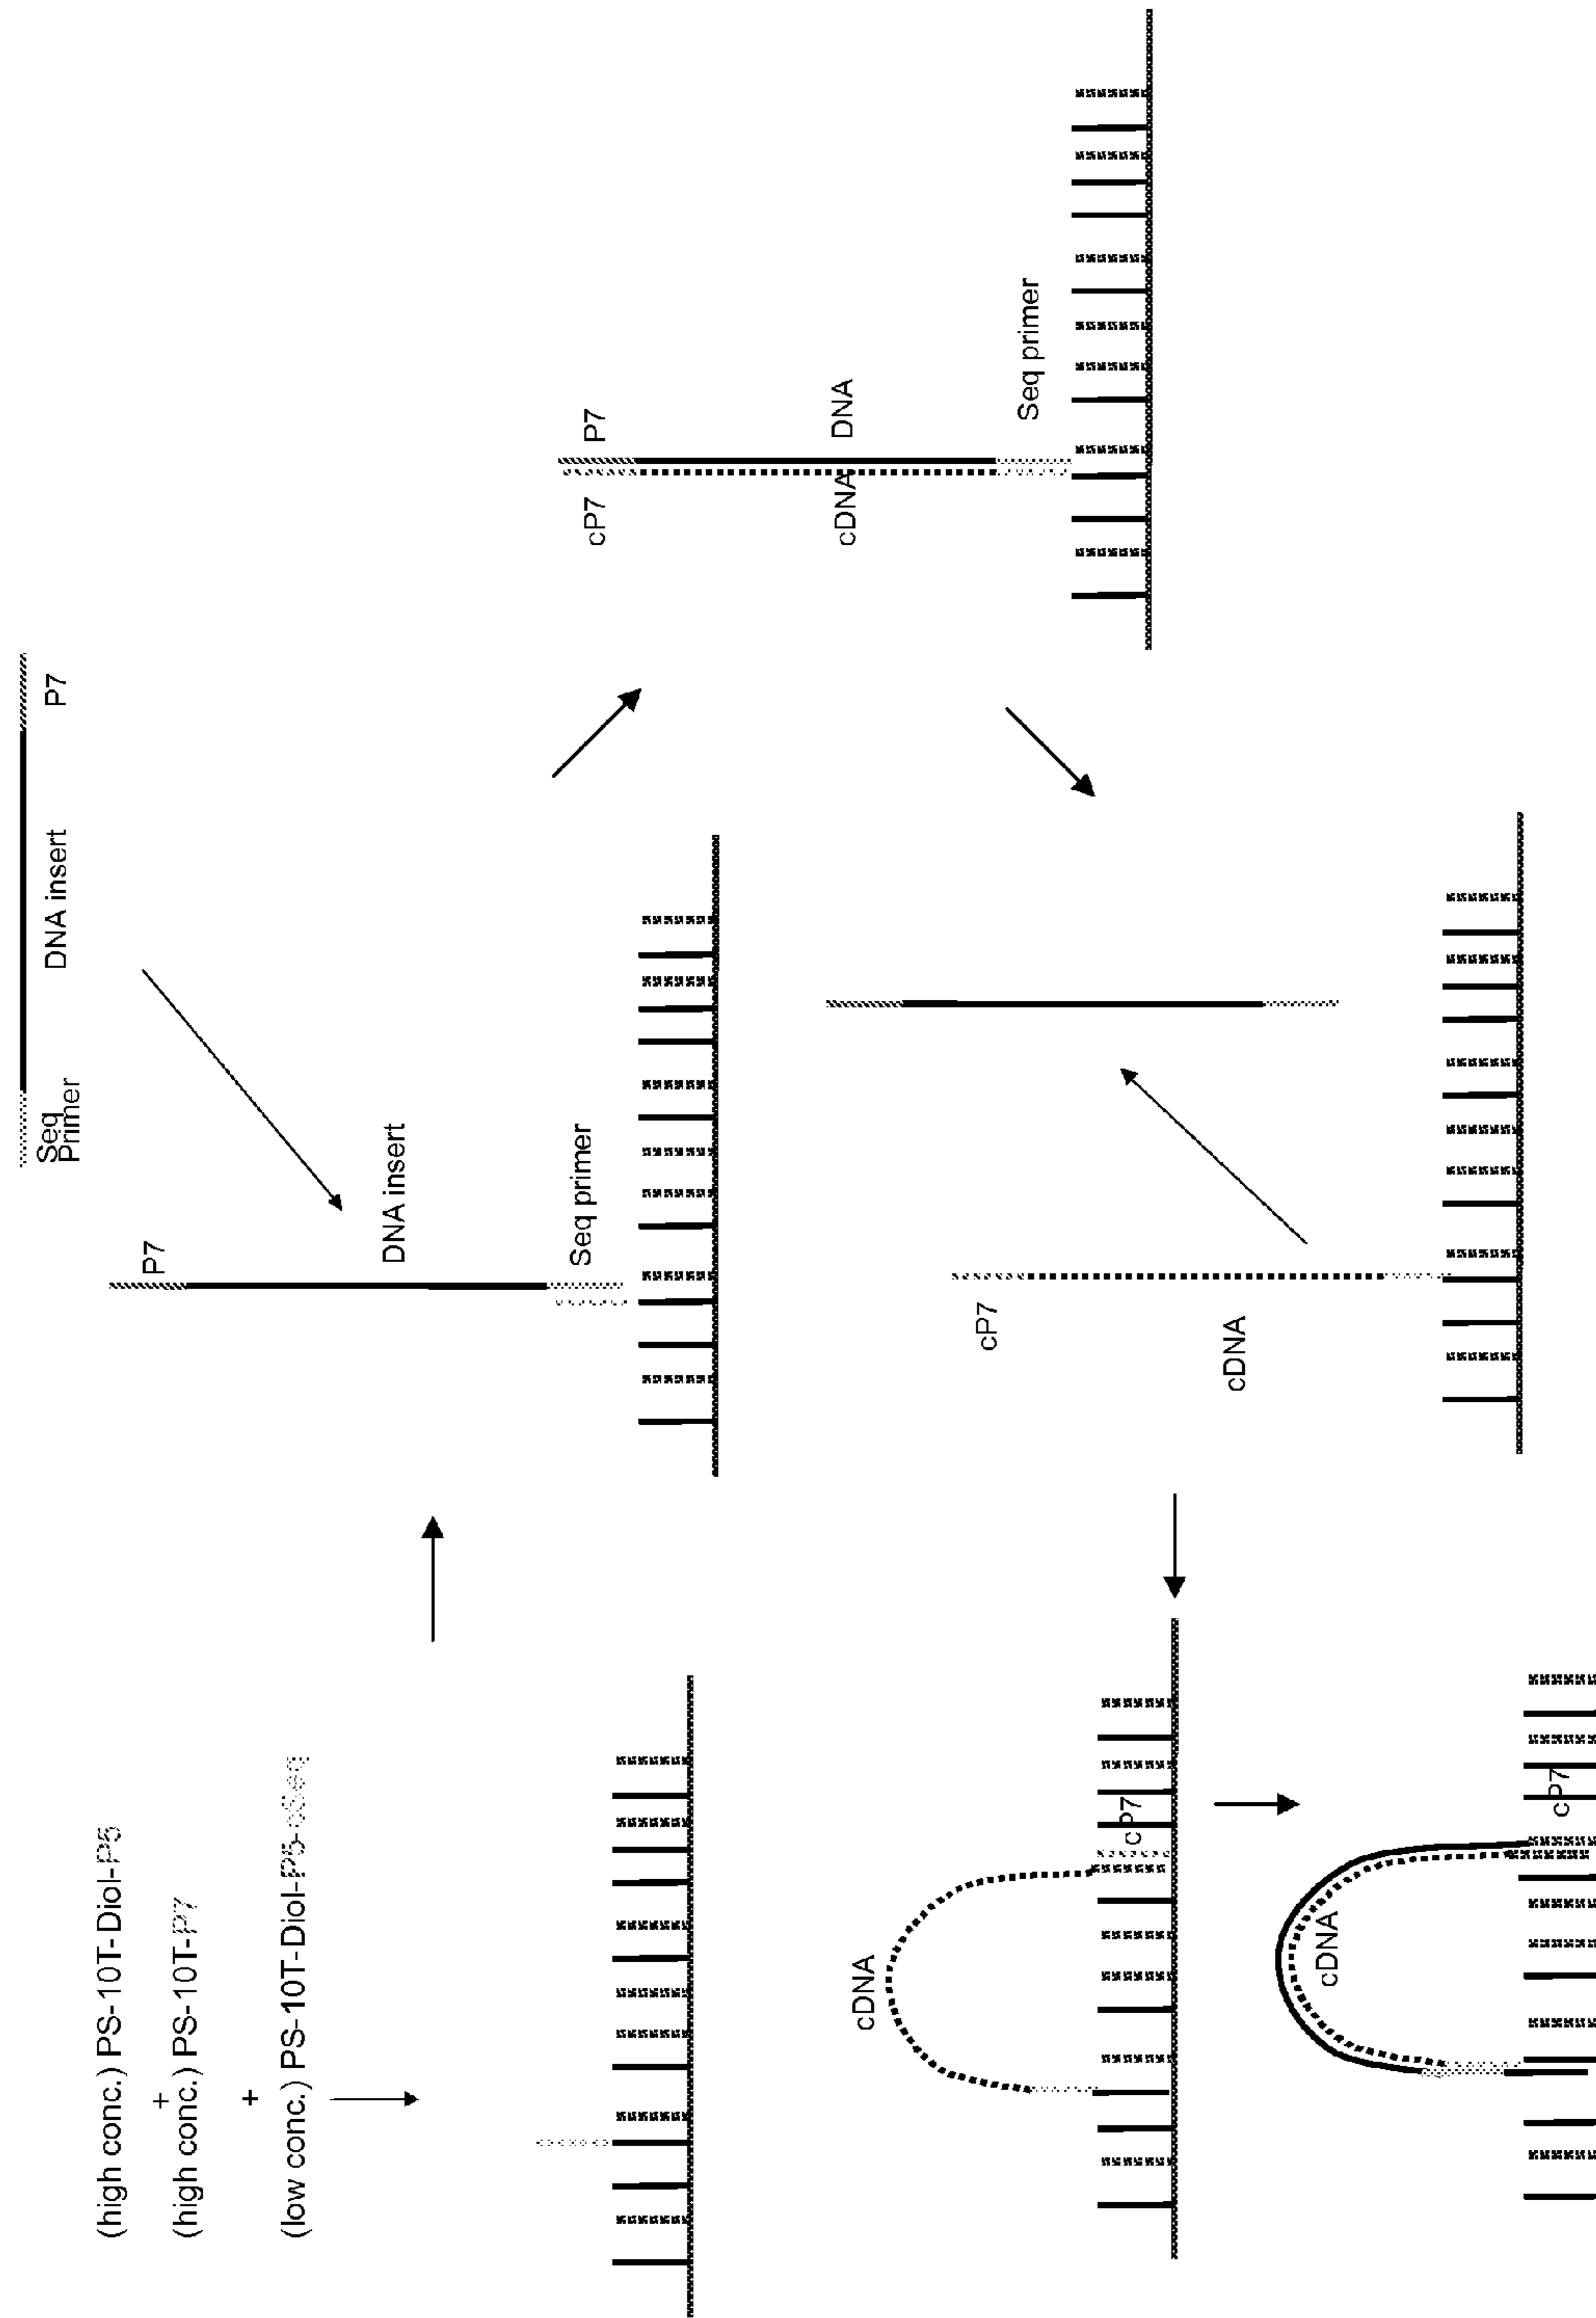 (high conc.) PS-10T-Diol-P5
+
(high conc.) PS-10T-P7
+
(low conc.) PS-10T-Diol-P5-cSeq
Seq
Primer
DNA insert
P7
P7
DNA insert
Seq primer
cP7
P7
cDNA
DNA
Seq primer
cP7
cDNA
cDNA
cP7
cDNA
cP7